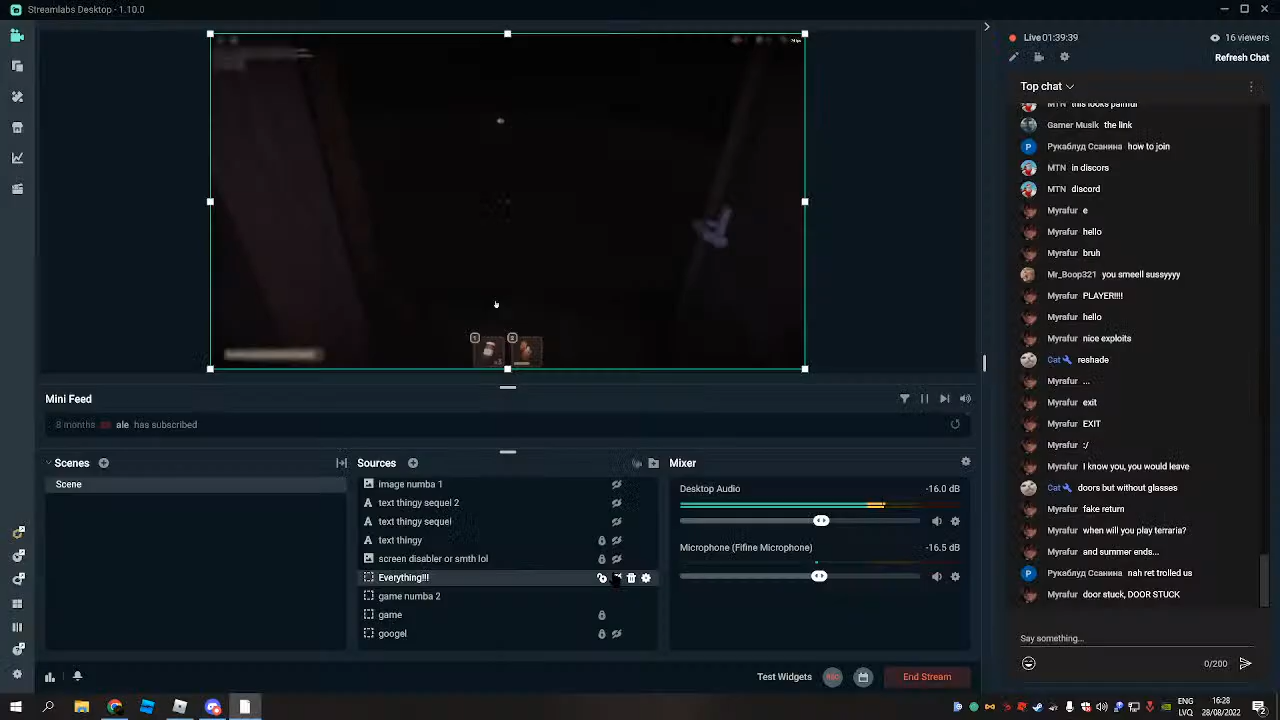 Streamlabs Desktop - 1.10.0
Live 01:39:39
16 viewers
Refresh Chat
Top chat
MTN this looks painful
Gamer Musik the link
Рукаблуд Ссанина how to join
MTN in discors
MTN discord
Myrafur e
Myrafur hello
Myrafur bruh
Mr_Boop321 you smeell sussyyyy
Myrafur PLAYER!!!!
Myrafur hello
Myrafur nice exploits
Cat reshade
Myrafur ...
Myrafur exit
Myrafur EXIT
Myrafur :/
Myrafur I know you, you would leave
Cat doors but without glasses
Myrafur fake return
Myrafur when will you play terraria?
Myrafur and summer ends...
Рукаблуд Ссанина nah ret trolled us
Myrafur door stuck, DOOR STUCK
Say something...
0/200
1
2
x3
Mini Feed
8 months ale has subscribed
Scenes
Scene
Sources
image numba 1
text thingy sequel 2
text thingy sequel
text thingy
screen disabler or smth lol
Everything!!!
game numba 2
game
googel
Mixer
Desktop Audio -16.0 dB
Microphone (Fifine Microphone) -16.5 dB
Test Widgets
REC
End Stream
ENG
LVQ
16:28
28/08/2022